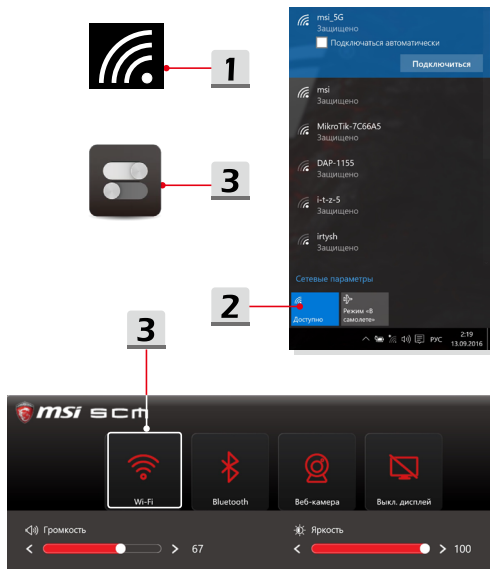 1
3
2
3
msi_5G
Защищено
Подключаться автоматически
Подключиться
msi
Защищено
MikroTik-7C66A5
Защищено
DAP-1155
Защищено
i-t-z-5
Защищено
irtysh
Защищено
Сетевые параметры
Доступно
Режим «В
самолете»
РУС
2:19
13.09.2016
msi SCM
Wi-Fi
Bluetooth
Веб-камера
Выкл. дисплей
Громкость
< > 67
Яркость
< > 100